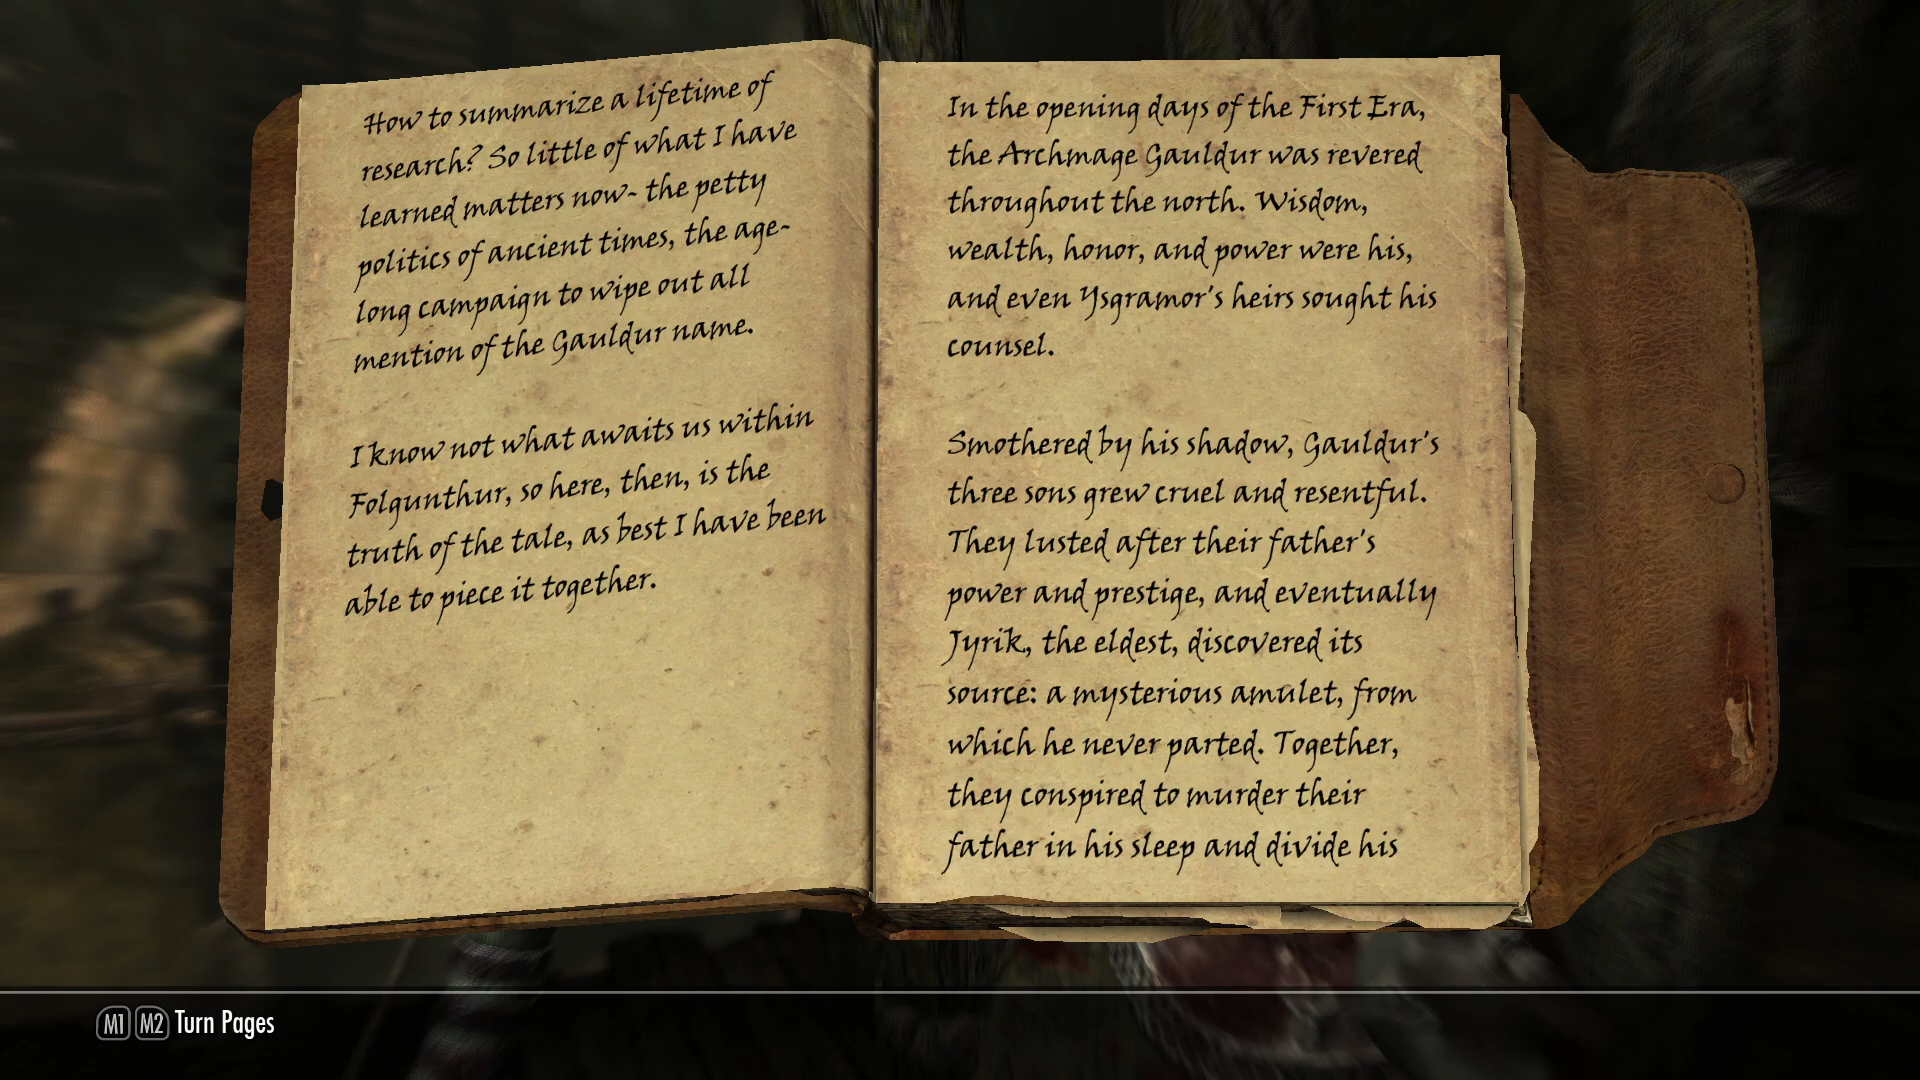 How to summarize a lifetime of
research? So little of what I have
learned matters now- the petty
politics of ancient times, the age-
long campaign to wipe out all
mention of the Gauldur name.
I know not what awaits us within
Folgunthur, so here, then, is the
truth of the tale, as best I have been
able to piece it together.
In the opening days of the First Era,
the Archmage Gauldur was revered
throughout the north. Wisdom,
wealth, honor, and power were his,
and even Ysgramor's heirs sought his
counsel.
Smothered by his shadow, Gauldur's
three sons grew cruel and resentful.
They lusted after their father's
power and prestige, and eventually
Jyrik, the eldest, discovered its
source: a mysterious amulet, from
which he never parted. Together,
they conspired to murder their
father in his sleep and divide his
M1 M2 Turn Pages